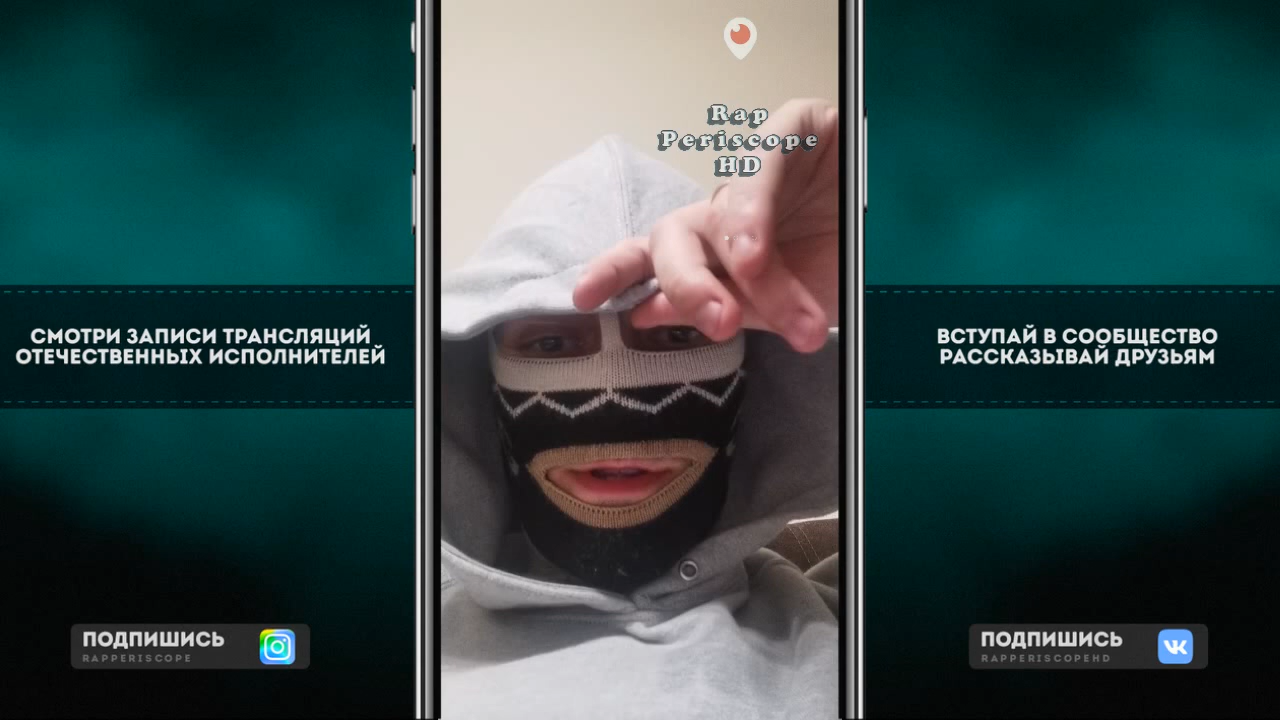 Rap
Periscope
HD
СМОТРИ ЗАПИСИ ТРАНСЛЯЦИЙ
ОТЕЧЕСТВЕННЫХ ИСПОЛНИТЕЛЕЙ
ВСТУПАЙ В СООБЩЕСТВО
РАССКАЗЫВАЙ ДРУЗЬЯМ
ПОДПИШИСЬ
RAPPERISCOPE
ПОДПИШИСЬ
RAPPERISCOPEHD